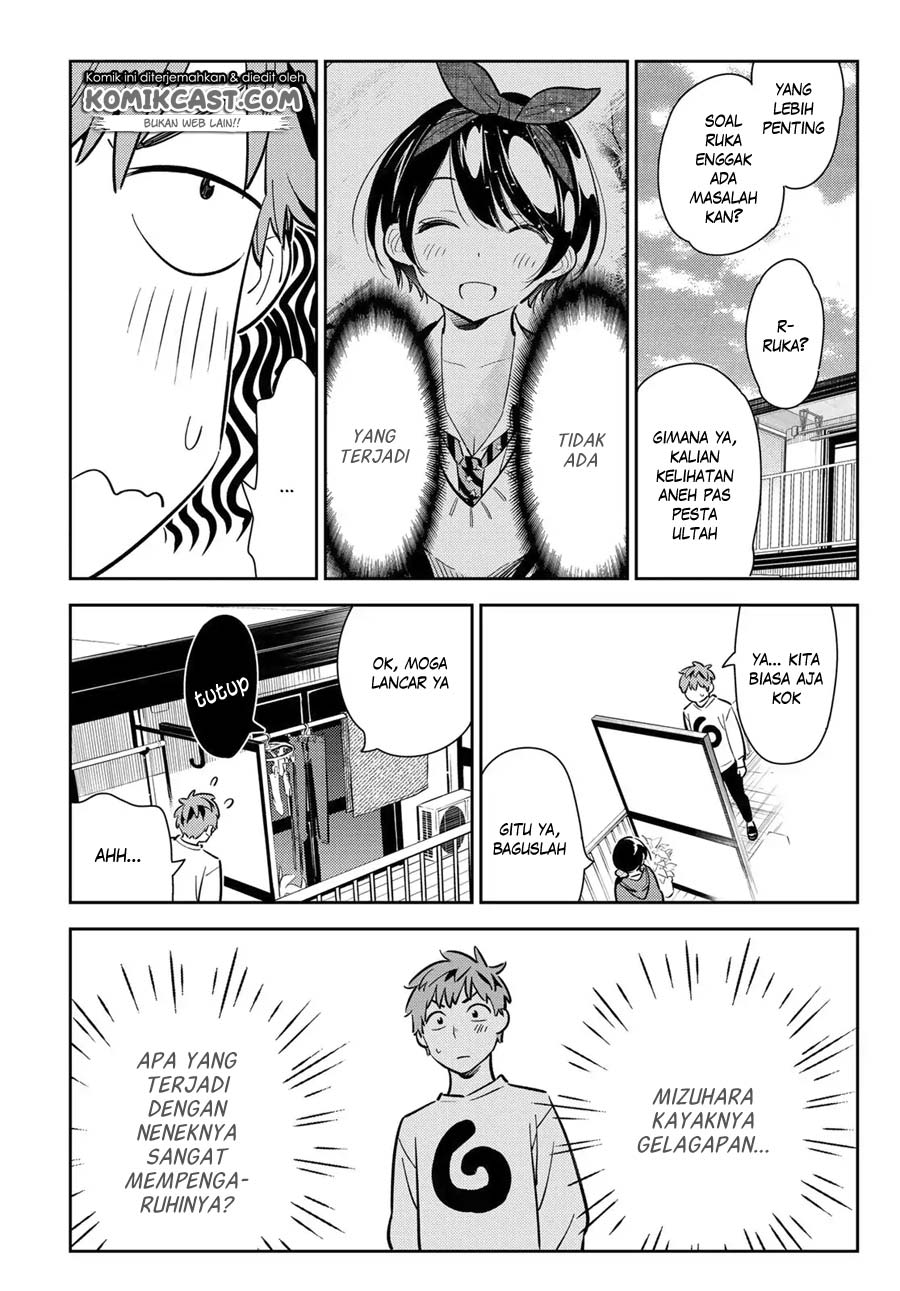 Komik ini diterjemahkan & diedit oleh
KOMIKCAST.COM
BUKAN WEB LAIN!!
YANG
LEBIH
PENTING
SOAL
RUKA
ENGGAK
ADA
MASALAH
KAN?
R-
RUKA?
GIMANA YA,
KALIAN
KELIHATAN
ANEH PAS
PESTA
ULTAH
TIDAK
ADA
YANG
TERJADI
...
YA... KITA
BIASA AJA
KOK
GITU YA,
BAGUSLAH
OK, MOGA
LANCAR YA
tutup
AHH...
MIZUHARA
KAYAKNYA
GELAGAPAN...
APA YANG
TERJADI
DENGAN
NENEKNYA
SANGAT
MEMPENGA-
RUHINYA?